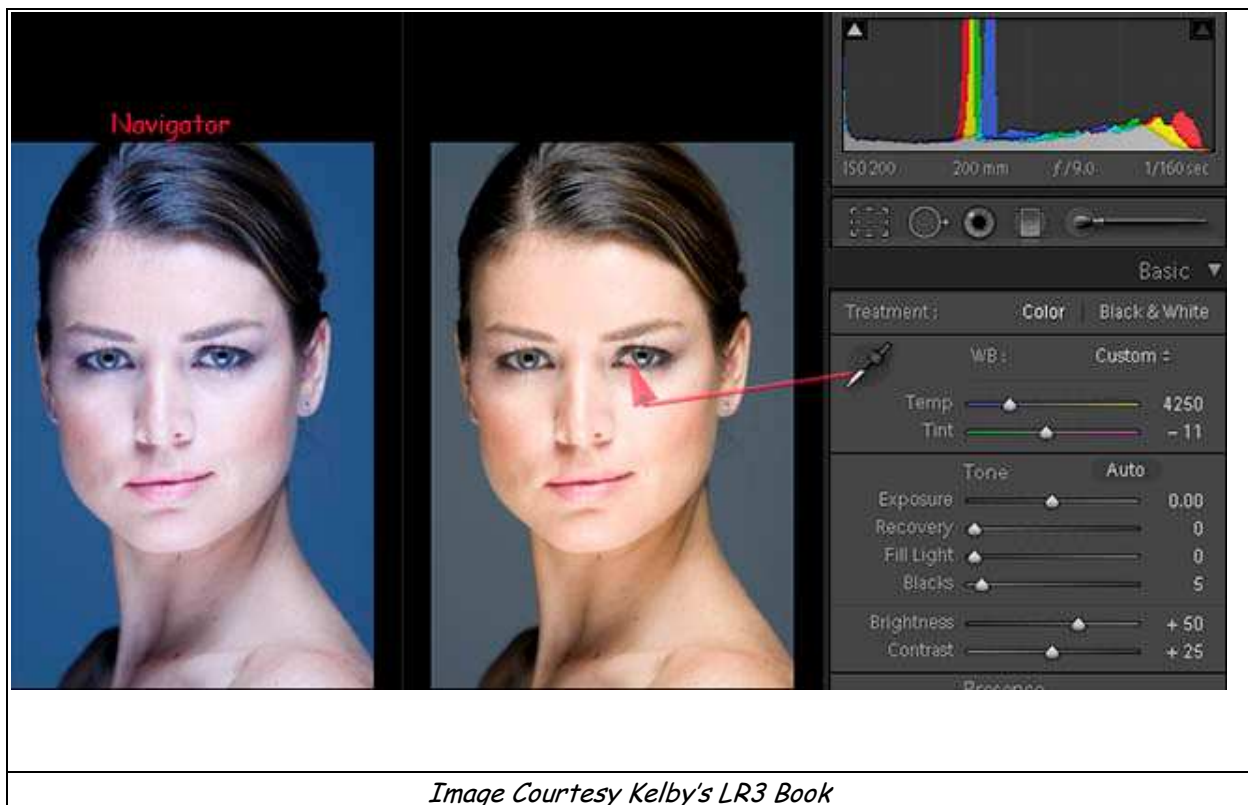 Navigator
ISO 200 200 mm f / 9.0 1/160 sec
Basic
Treatment : Color Black & White
WB : Custom
Temp 4250
Tint - 11
Tone Auto
Exposure 0.00
Recovery 0
Fill Light 0
Blacks 5
Brightness + 50
Contrast + 25
Presence
Image Courtesy Kelby's LR3 Book